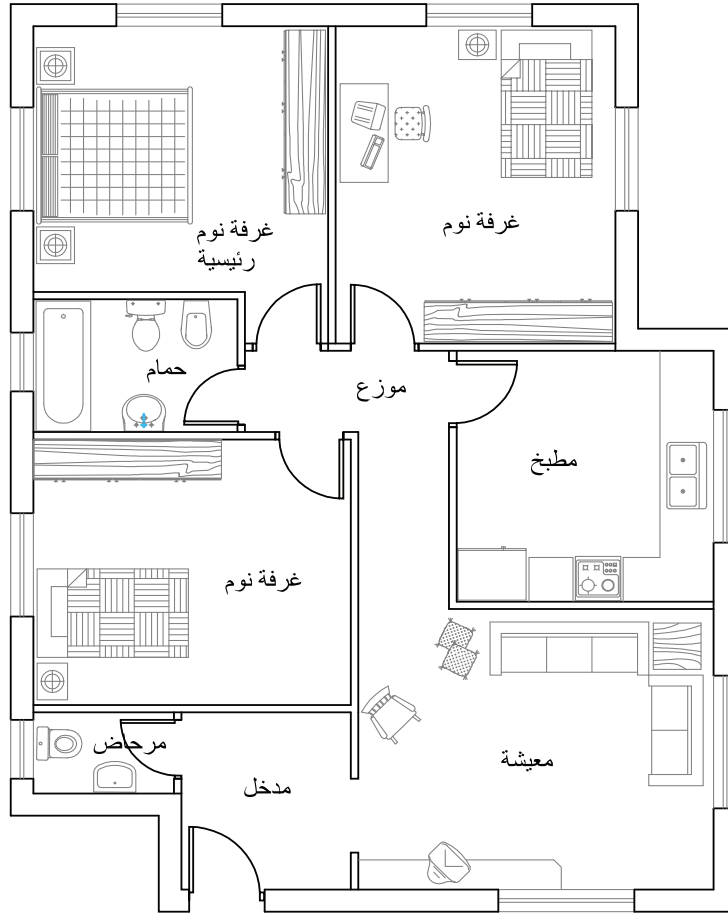 غرفة نوم
غرفة نوم
رئيسية
حمام
موزع
مطبخ
غرفة نوم
مرحاض
معيشة
مدخل